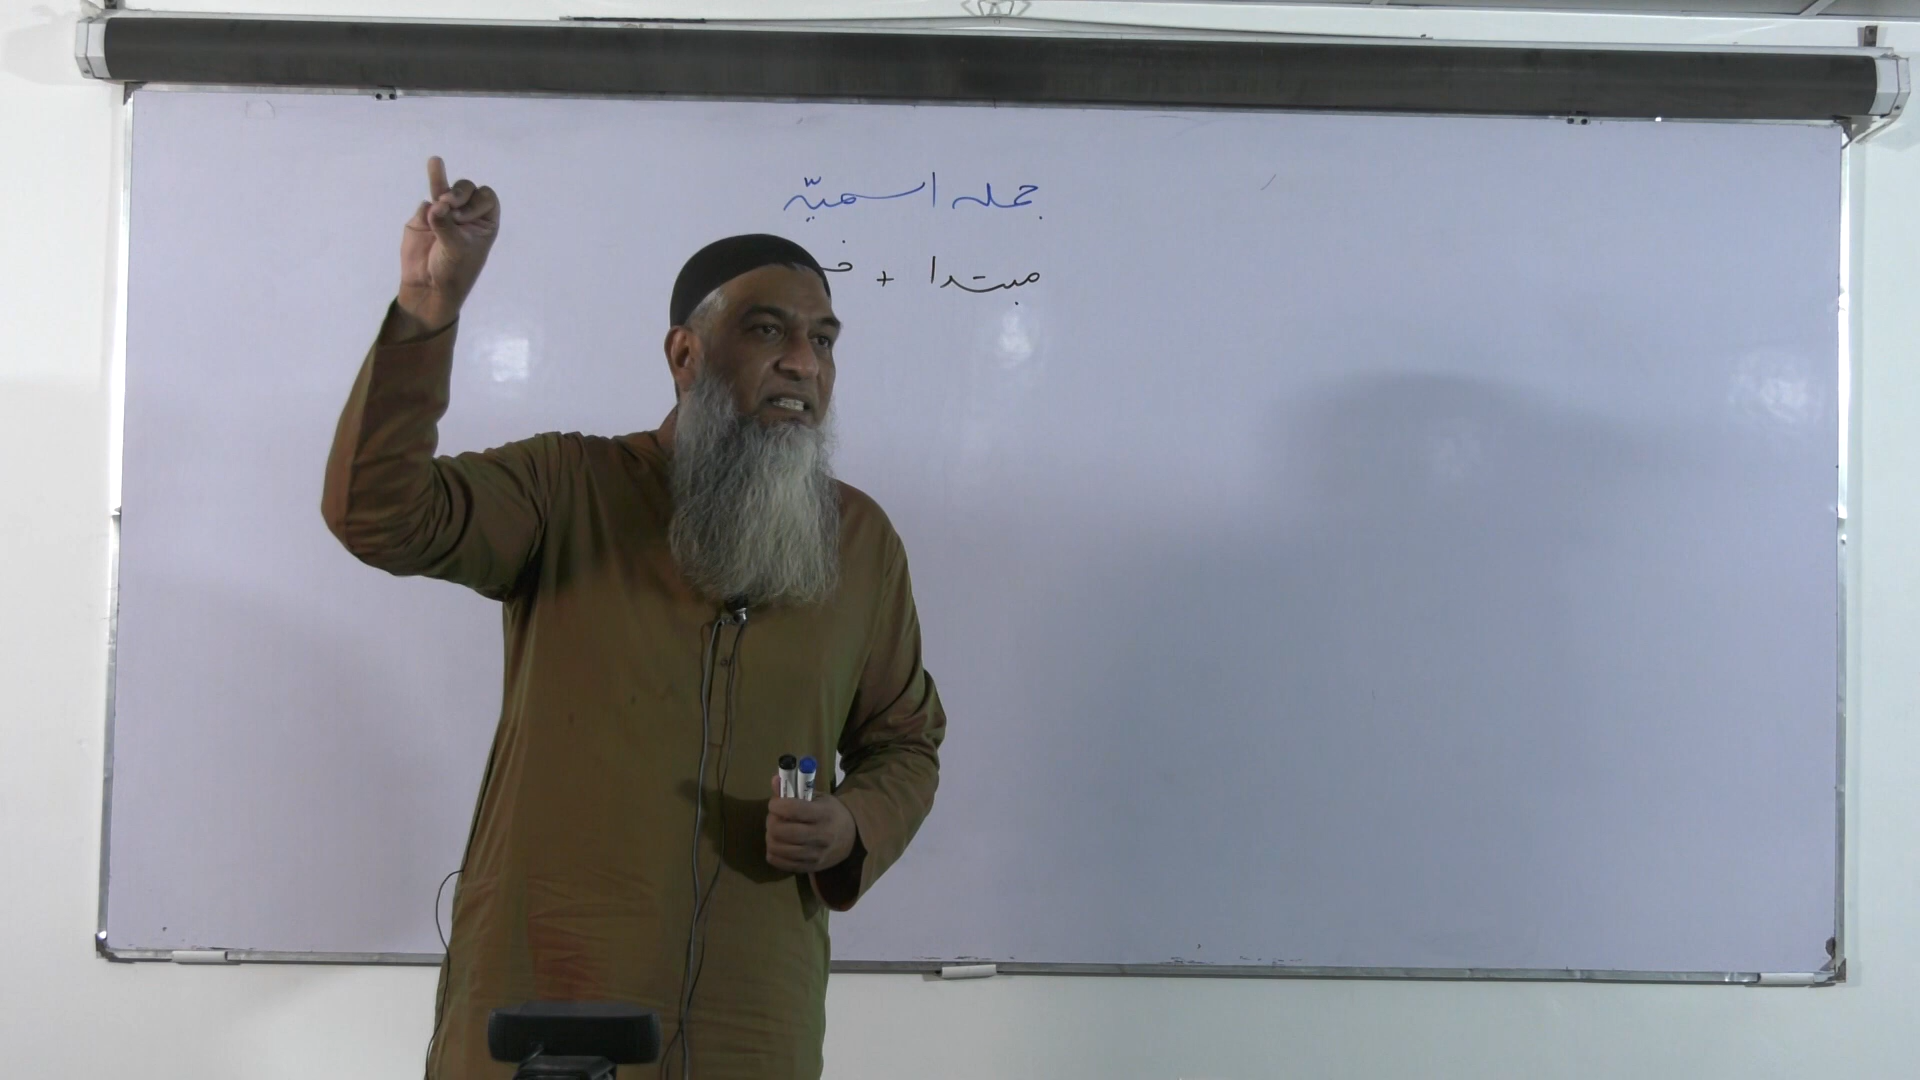 جملہ اسمیّہ
مبتدا +